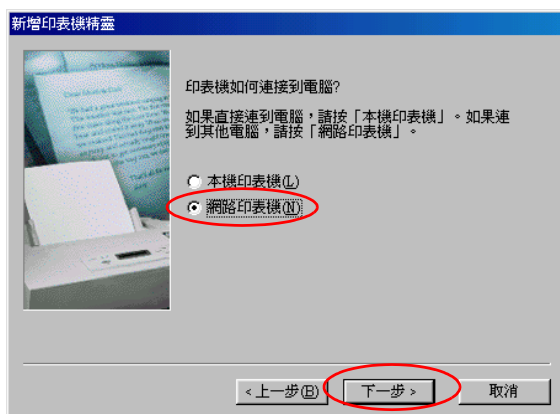 新增印表機精靈
印表機如何連接到電腦?
如果直接連到電腦，請按「本機印表機」。如果連
到其他電腦，請按「網路印表機」。
本機印表機(L)
網路印表機(N)
<上一步(B)
下一步 >
取消